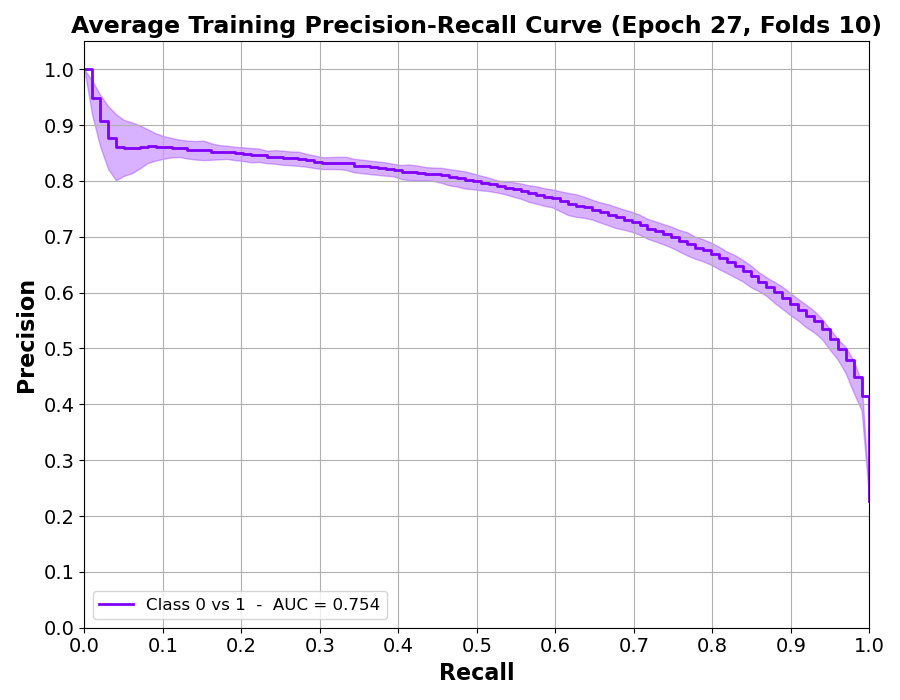 Average Training Precision-Recall Curve (Epoch 27, Folds 10)
1.0
0.9
0.8
0.7
0.6
0.5
0.4
0.3
0.2
0.1
0.0
Precision
Class 0 vs 1 - AUC = 0.754
0.0 0.1 0.2 0.3 0.4 0.5 0.6 0.7 0.8 0.9 1.0
Recall